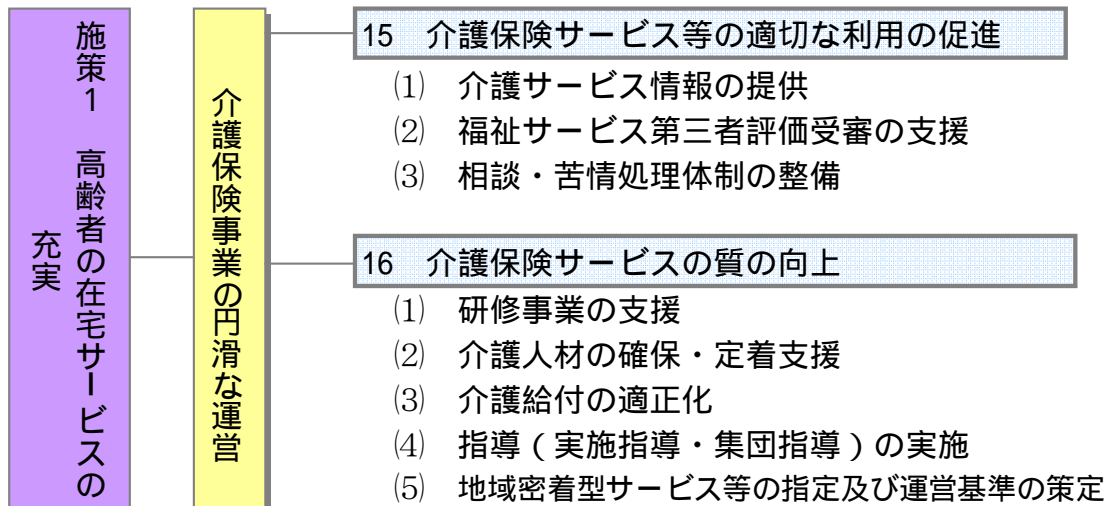 施策1 高齢者の在宅サービスの
充実
介護保険事業の円滑な運営
15 介護保険サービス等の適切な利用の促進
⑴ 介護サービス情報の提供
⑵ 福祉サービス第三者評価受審の支援
⑶ 相談・苦情処理体制の整備
16 介護保険サービスの質の向上
⑴ 研修事業の支援
⑵ 介護人材の確保・定着支援
⑶ 介護給付の適正化
⑷ 指導(実施指導・集団指導)の実施
⑸ 地域密着型サービス等の指定及び運営基準の策定